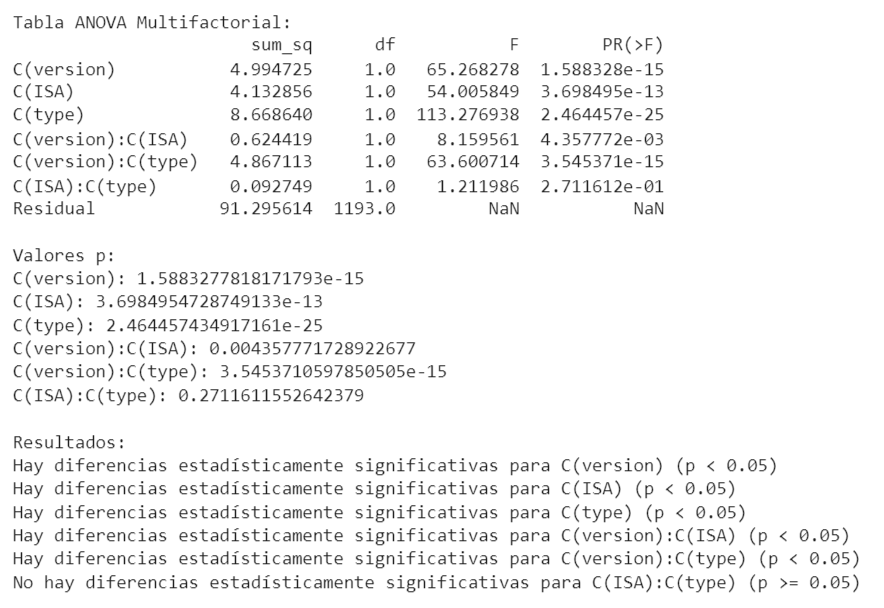 Tabla ANOVA Multifactorial:
sum_sq df F PR(>F)
C(version) 4.994725 1.0 65.268278 1.588328e-15
C(ISA) 4.132856 1.0 54.005849 3.698495e-13
C(type) 8.668640 1.0 113.276938 2.464457e-25
C(version):C(ISA) 0.624419 1.0 8.159561 4.357772e-03
C(version):C(type) 4.867113 1.0 63.600714 3.545371e-15
C(ISA):C(type) 0.092749 1.0 1.211986 2.711612e-01
Residual 91.295614 1193.0 NaN NaN
Valores p:
C(version): 1.5883277818171793e-15
C(ISA): 3.6984954728749133e-13
C(type): 2.464457434917161e-25
C(version):C(ISA): 0.004357771728922677
C(version):C(type): 3.5453710597850505e-15
C(ISA):C(type): 0.2711611552642379
Resultados:
Hay diferencias estadísticamente significativas para C(version) (p < 0.05)
Hay diferencias estadísticamente significativas para C(ISA) (p < 0.05)
Hay diferencias estadísticamente significativas para C(type) (p < 0.05)
Hay diferencias estadísticamente significativas para C(version):C(ISA) (p < 0.05)
Hay diferencias estadísticamente significativas para C(version):C(type) (p < 0.05)
No hay diferencias estadísticamente significativas para C(ISA):C(type) (p >= 0.05)